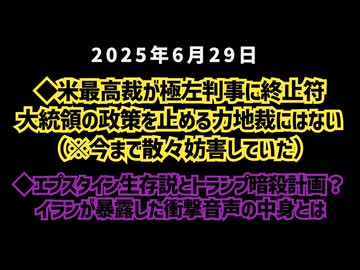 2025年6月29日
◆米最高裁が極左判事に終止符
大統領の政策を止める力地裁にはない
(※今まで散々妨害していた)
◆エプスタイン生存説とトランプ暗殺計画?
イランが暴露した衝撃音声の中身とは